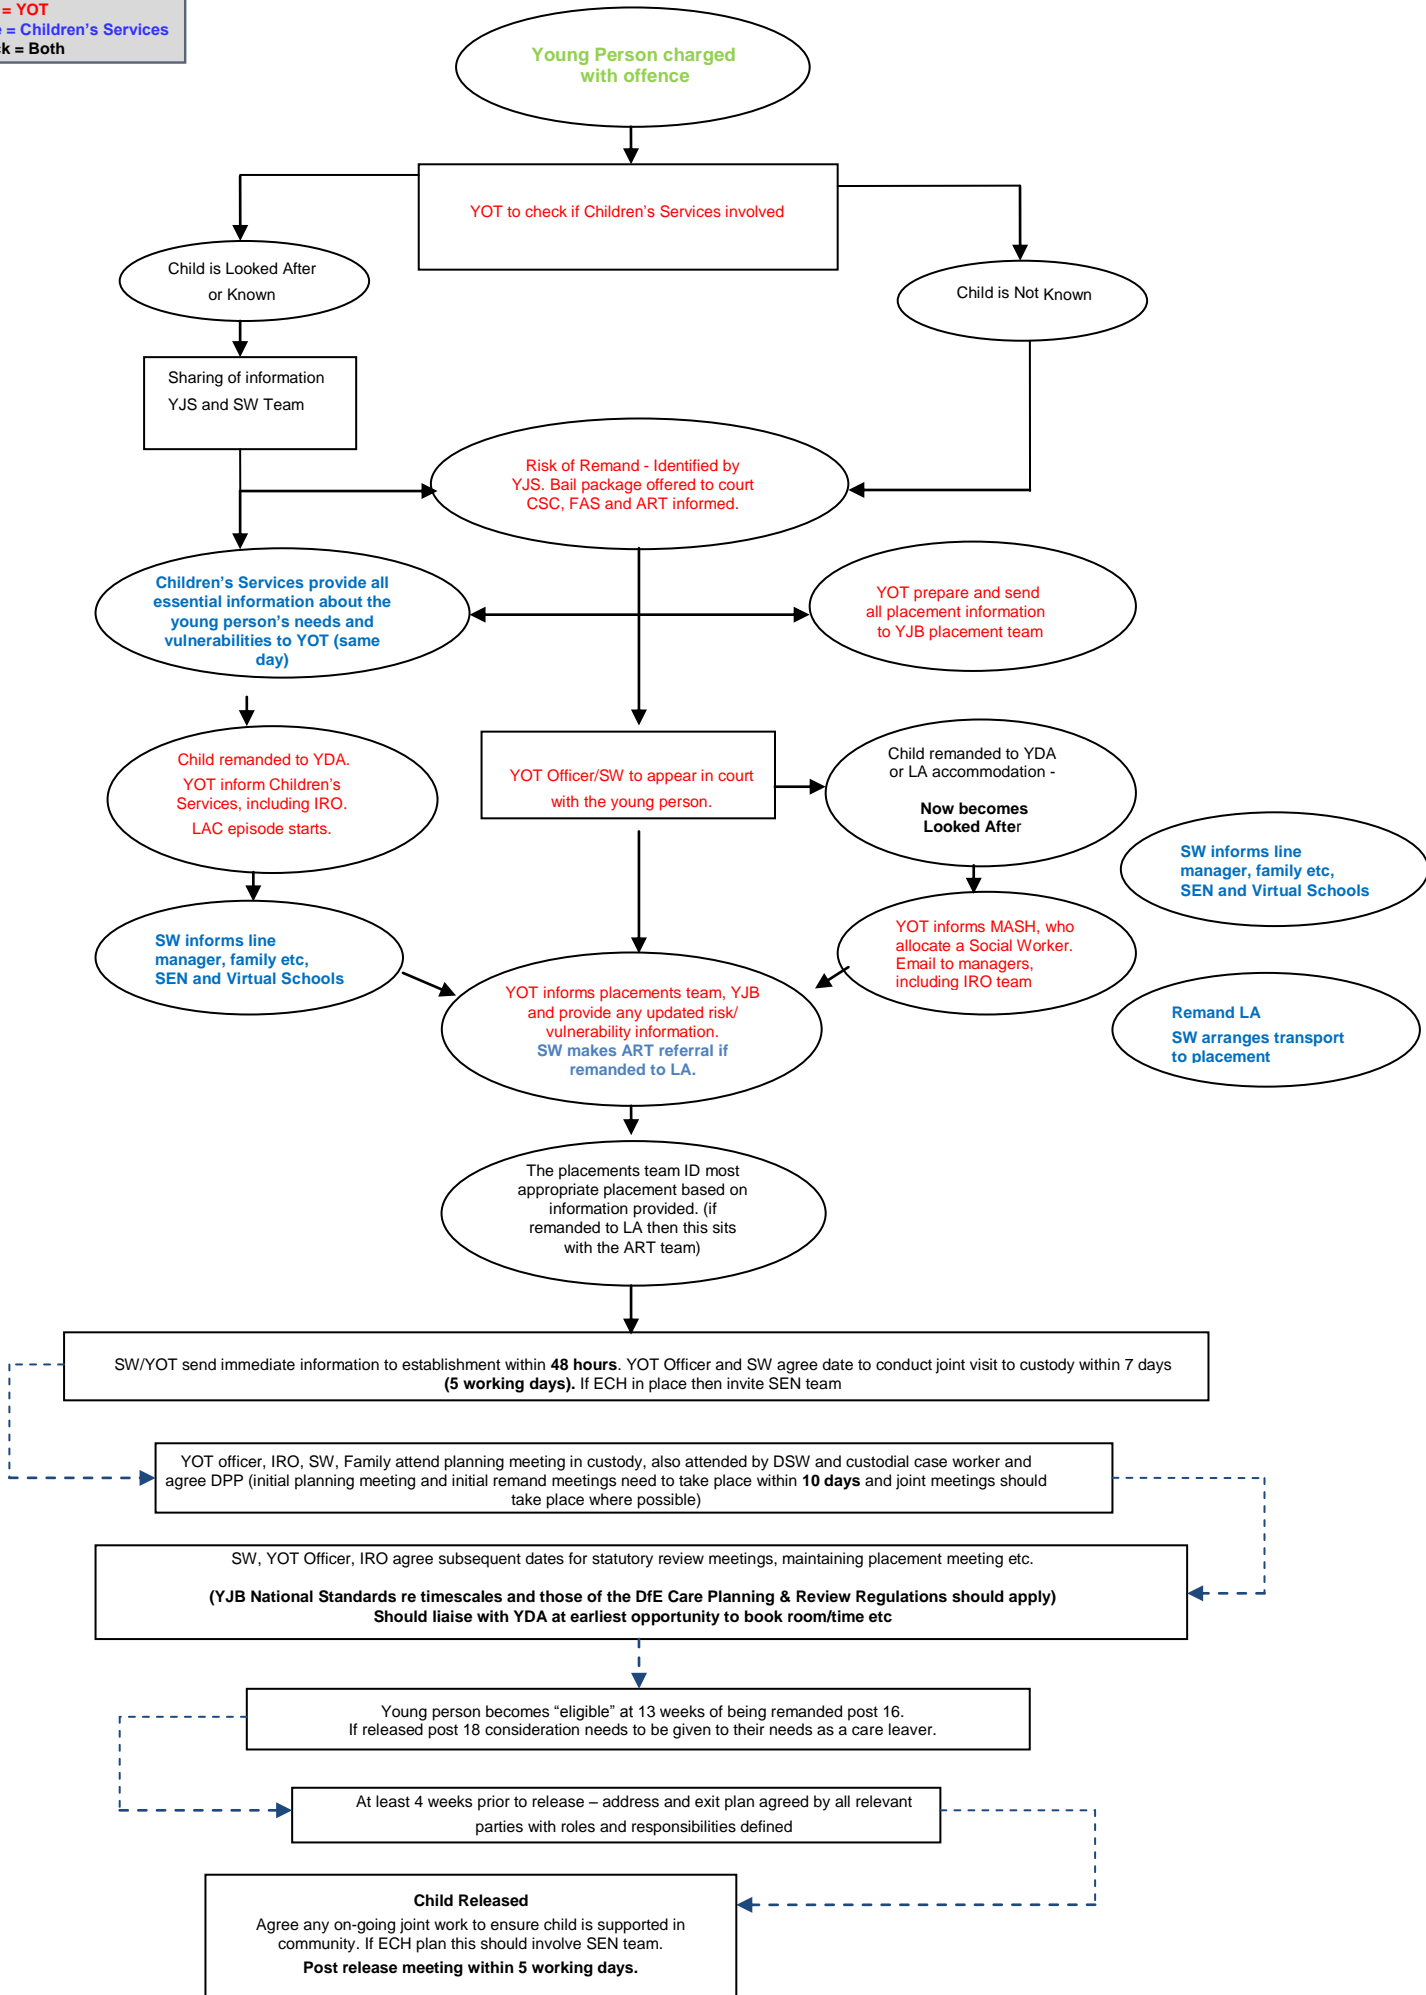 = YOT
= Children's Services
k = Both
Young Person charged
with offence
YOT to check if Children's Services involved
Child is Looked After
or Known
Child is Not Known
Sharing of information
YJS and SW Team
Risk of Remand - Identified by
YJS. Bail package offered to court
CSC, FAS and ART informed.
Children's Services provide all
essential information about the
young person's needs and
vulnerabilities to YOT (same
day)
YOT prepare and send
all placement information
to YJB placement team
Child remanded to YDA.
YOT inform Children's
Services, including IRO.
LAC episode starts.
YOT Officer/SW to appear in court
with the young person.
Child remanded to YDA
or LA accommodation -
Now becomes
Looked After
SW informs line
manager, family etc,
SEN and Virtual Schools
SW informs line
manager, family etc,
SEN and Virtual Schools
YOT informs MASH, who
allocate a Social Worker.
Email to managers,
including IRO team
YOT informs placements team, YJB
and provide any updated risk/
vulnerability information.
SW makes ART referral if
remanded to LA.
Remand LA
SW arranges transport
to placement
The placements team ID most
appropriate placement based on
information provided. (if
remanded to LA then this sits
with the ART team)
SW/YOT send immediate information to establishment within 48 hours. YOT Officer and SW agree date to conduct joint visit to custody within 7 days
(5 working days). If ECH in place then invite SEN team
YOT officer, IRO, SW, Family attend planning meeting in custody, also attended by DSW and custodial case worker and
agree DPP (initial planning meeting and initial remand meetings need to take place within 10 days and joint meetings should
take place where possible)
SW, YOT Officer, IRO agree subsequent dates for statutory review meetings, maintaining placement meeting etc.
(YJB National Standards re timescales and those of the DfE Care Planning & Review Regulations should apply)
Should liaise with YDA at earliest opportunity to book room/time etc
Young person becomes “eligible” at 13 weeks of being remanded post 16.
If released post 18 consideration needs to be given to their needs as a care leaver.
At least 4 weeks prior to release – address and exit plan agreed by all relevant
parties with roles and responsibilities defined
Child Released
Agree any on-going joint work to ensure child is supported in
community. If ECH plan this should involve SEN team.
Post release meeting within 5 working days.